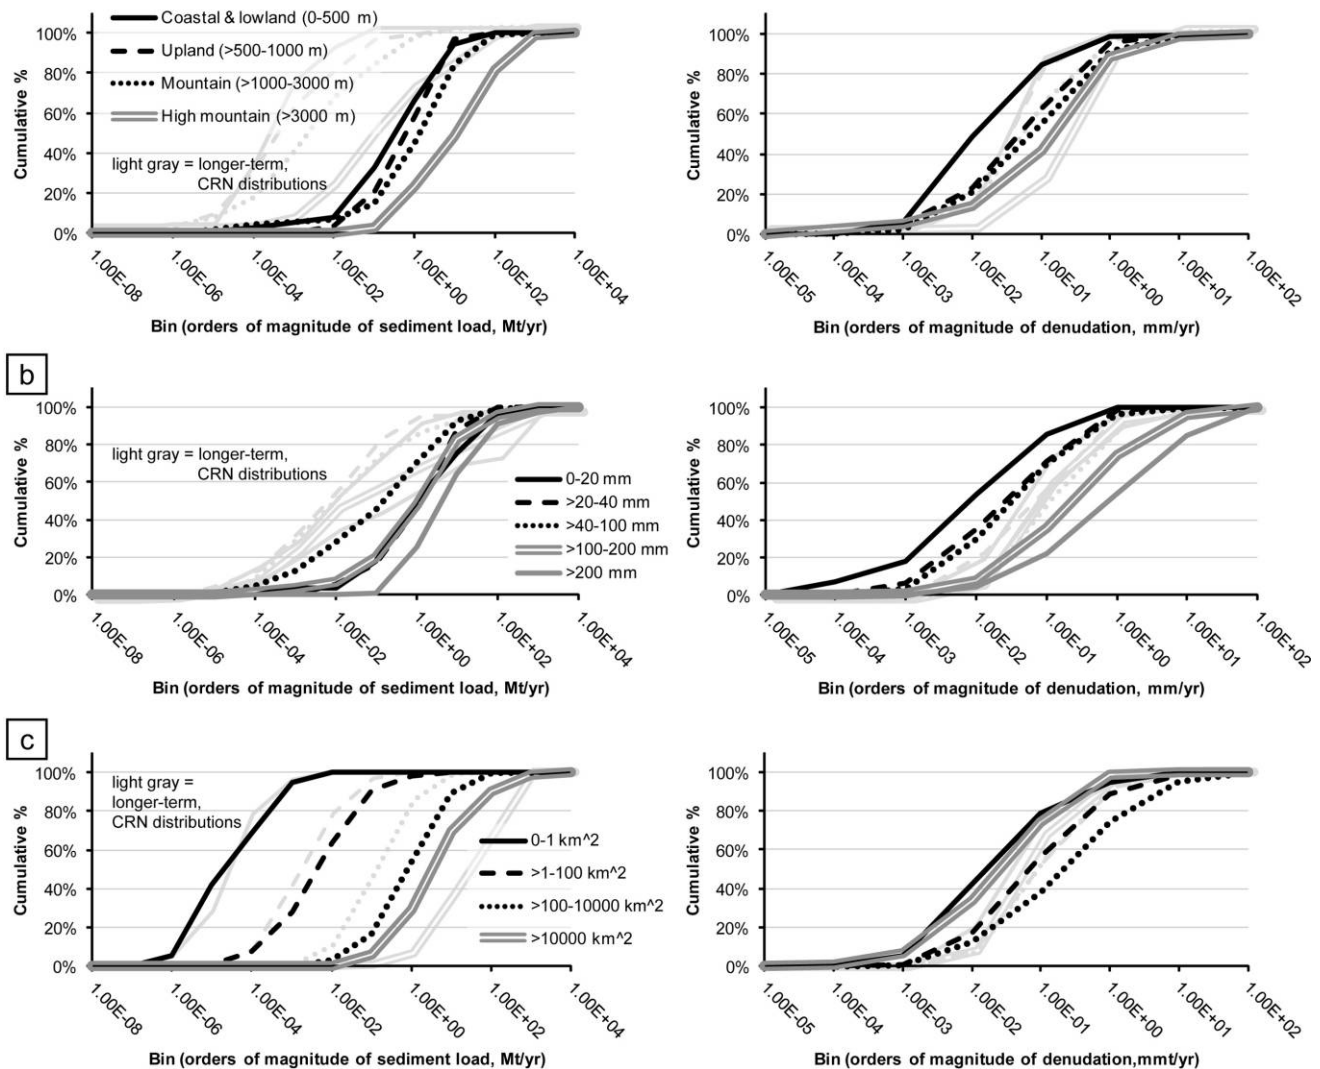 Coastal & lowland (0-500 m)
Upland (>500-1000 m)
Mountain (>1000-3000 m)
High mountain (>3000 m)
light gray = longer-term,
CRN distributions
Cumulative %
100%
80%
60%
40%
20%
0%
1.00E-08
1.00E-06
1.00E-04
1.00E-02
1.00E+00
1.00E+02
1.00E+04
Bin (orders of magnitude of sediment load, Mt/yr)
Cumulative %
100%
80%
60%
40%
20%
0%
1.00E-05
1.00E-04
1.00E-03
1.00E-02
1.00E-01
1.00E+00
1.00E+01
1.00E+02
Bin (orders of magnitude of denudation, mm/yr)
b
light gray = longer-term,
CRN distributions
0-20 mm
>20-40 mm
>40-100 mm
>100-200 mm
>200 mm
Cumulative %
100%
80%
60%
40%
20%
0%
1.00E-08
1.00E-06
1.00E-04
1.00E-02
1.00E+00
1.00E+02
1.00E+04
Bin (orders of magnitude of sediment load, Mt/yr)
Cumulative %
100%
80%
60%
40%
20%
0%
1.00E-05
1.00E-04
1.00E-03
1.00E-02
1.00E-01
1.00E+00
1.00E+01
1.00E+02
Bin (orders of magnitude of denudation, mm/yr)
c
light gray =
longer-term,
CRN distributions
0-1 km^2
>1-100 km^2
>100-10000 km^2
>10000 km^2
Cumulative %
100%
80%
60%
40%
20%
0%
1.00E-08
1.00E-06
1.00E-04
1.00E-02
1.00E+00
1.00E+02
1.00E+04
Bin (orders of magnitude of sediment load, Mt/yr)
Cumulative %
100%
80%
60%
40%
20%
0%
1.00E-05
1.00E-04
1.00E-03
1.00E-02
1.00E-01
1.00E+00
1.00E+01
1.00E+02
Bin (orders of magnitude of denudation,mmt/yr)